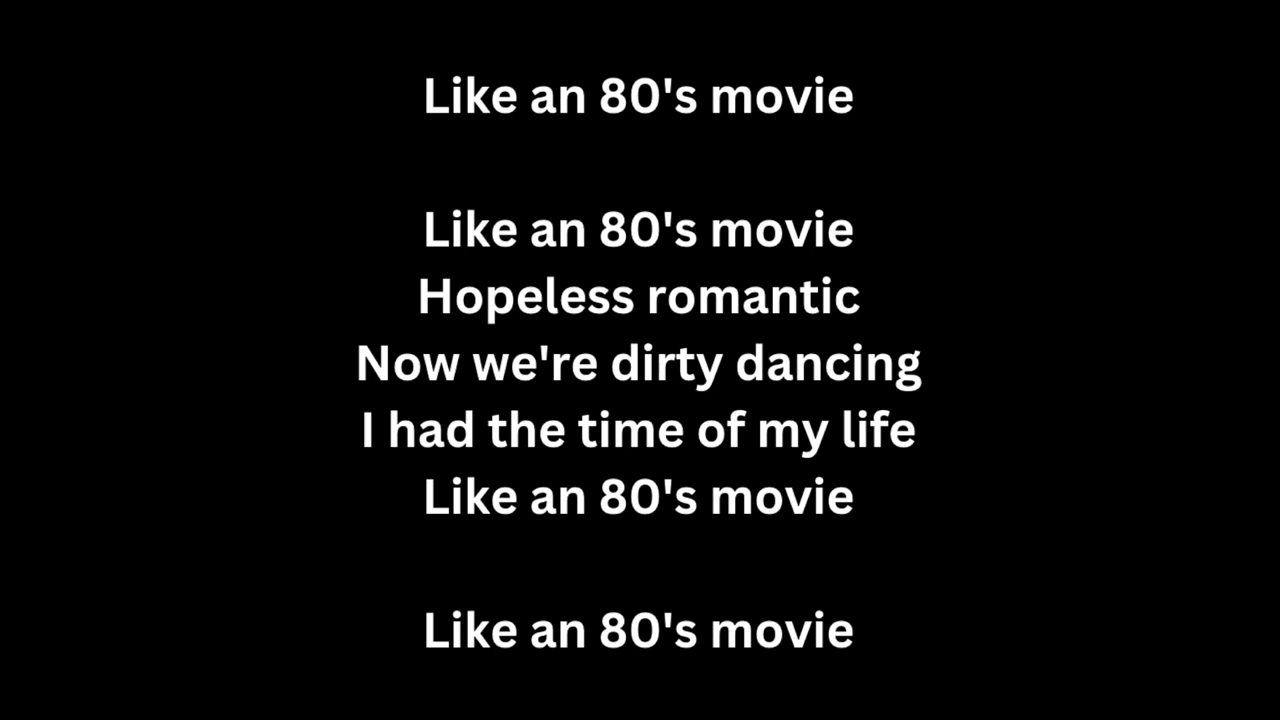 Like an 80's movie
Like an 80's movie
Hopeless romantic
Now we're dirty dancing
I had the time of my life
Like an 80's movie
Like an 80's movie